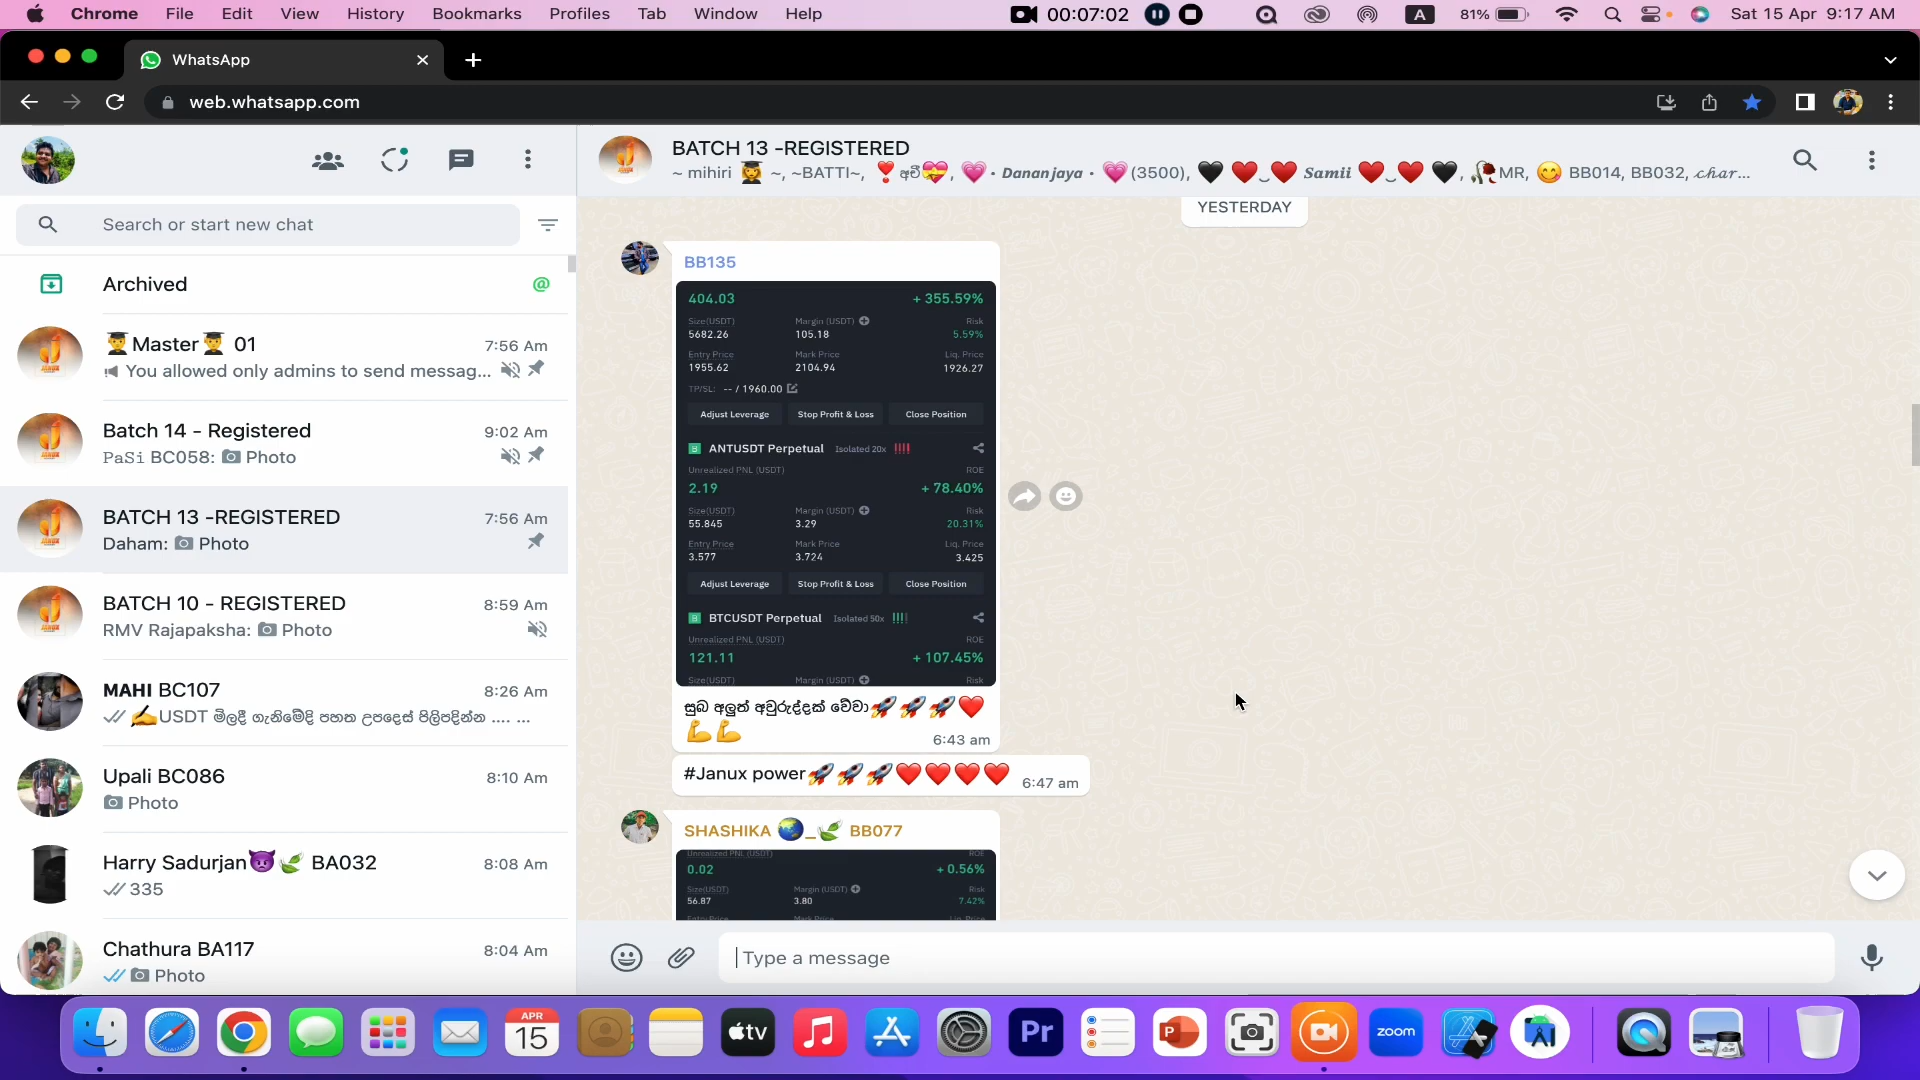 Chrome File Edit View History Bookmarks Profiles Tab Window Help 00:07:02 A 81% Sat 15 Apr 9:17 AM
WhatsApp
web.whatsapp.com
Search or start new chat
Archived @
👨‍🎓Master👨‍🎓 01 7:56 Am
You allowed only admins to send messag...
Batch 14 - Registered 9:02 Am
PaSi BC058: Photo
BATCH 13 -REGISTERED 7:56 Am
Daham: Photo
BATCH 10 - REGISTERED 8:59 Am
RMV Rajapaksha: Photo
MAHI BC107 8:26 Am
✍️USDT මිලදී ගැනිමේදි පහත උපදෙස් පිලිපදින්න .... ...
Upali BC086 8:10 Am
Photo
Harry Sadurjan😈🍃 BA032 8:08 Am
335
Chathura BA117 8:04 Am
Photo
BATCH 13 -REGISTERED
~ mihiri 👩‍🎓 ~, ~BATTI~, ❣️අචී💝, 💗・𝘿𝙖𝙣𝙖𝙣 𝙟𝙖𝙮𝙖・💗(3500), 🖤 ❤️‿❤️ 𝙎𝙖𝙢𝙞𝙞 ❤️‿❤️ 🖤, 🥀MR, 😋 BB014, BB032, 𝓬𝓱𝓪𝓻...
YESTERDAY
BB135
404.03 + 355.59%
Size(USDT) Margin (USDT) Risk
5682.26 105.18 5.59%
Entry Price Mark Price Liq. Price
1955.62 2104.94 1926.27
TP/SL: -- / 1960.00
Adjust Leverage Stop Profit & Loss Close Position
B ANTUSDT Perpetual Isolated 20x !!!!
Unrealized PNL (USDT) ROE
2.19 + 78.40%
Size(USDT) Margin (USDT) Risk
55.845 3.29 20.31%
Entry Price Mark Price Liq. Price
3.577 3.724 3.425
Adjust Leverage Stop Profit & Loss Close Position
B BTCUSDT Perpetual Isolated 50x !!!!
Unrealized PNL (USDT) ROE
121.11 + 107.45%
Size(USDT) Margin (USDT) Risk
සුබ අලුත් අවුරුද්දක් වේවා🚀🚀🚀❤️
💪💪 6:43 am
#Janux power🚀🚀🚀❤️❤️❤️❤️ 6:47 am
SHASHIKA 🌏_🍃 BB077
Unrealized PNL (USDT) ROE
0.02 + 0.56%
Size(USDT) Margin (USDT) Risk
56.87 3.80 7.42%
Entry Price Mark Price Liq. Price
Type a message
APR
15
tv
Pr
P
zoom